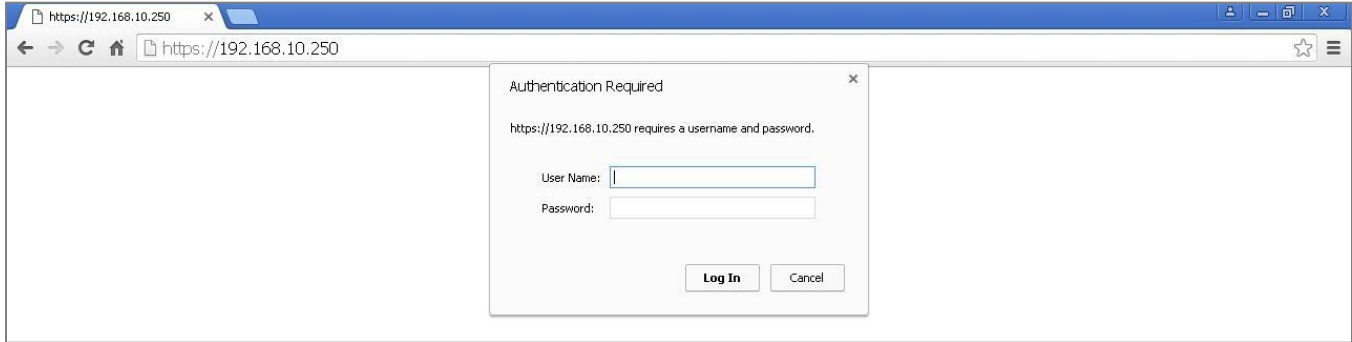 https://192.168.10.250
https://192.168.10.250
Authentication Required
https://192.168.10.250 requires a username and password.
User Name:
Password:
Log In
Cancel